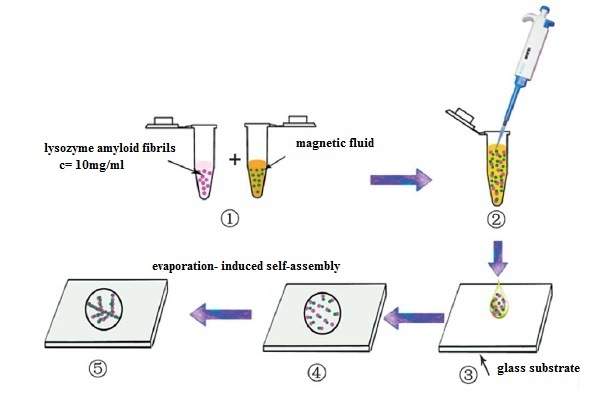 lysozyme amyloid fibrils
c= 10mg/ml
+
magnetic fluid
①
②
evaporation- induced self-assembly
⑤
④
③
glass substrate